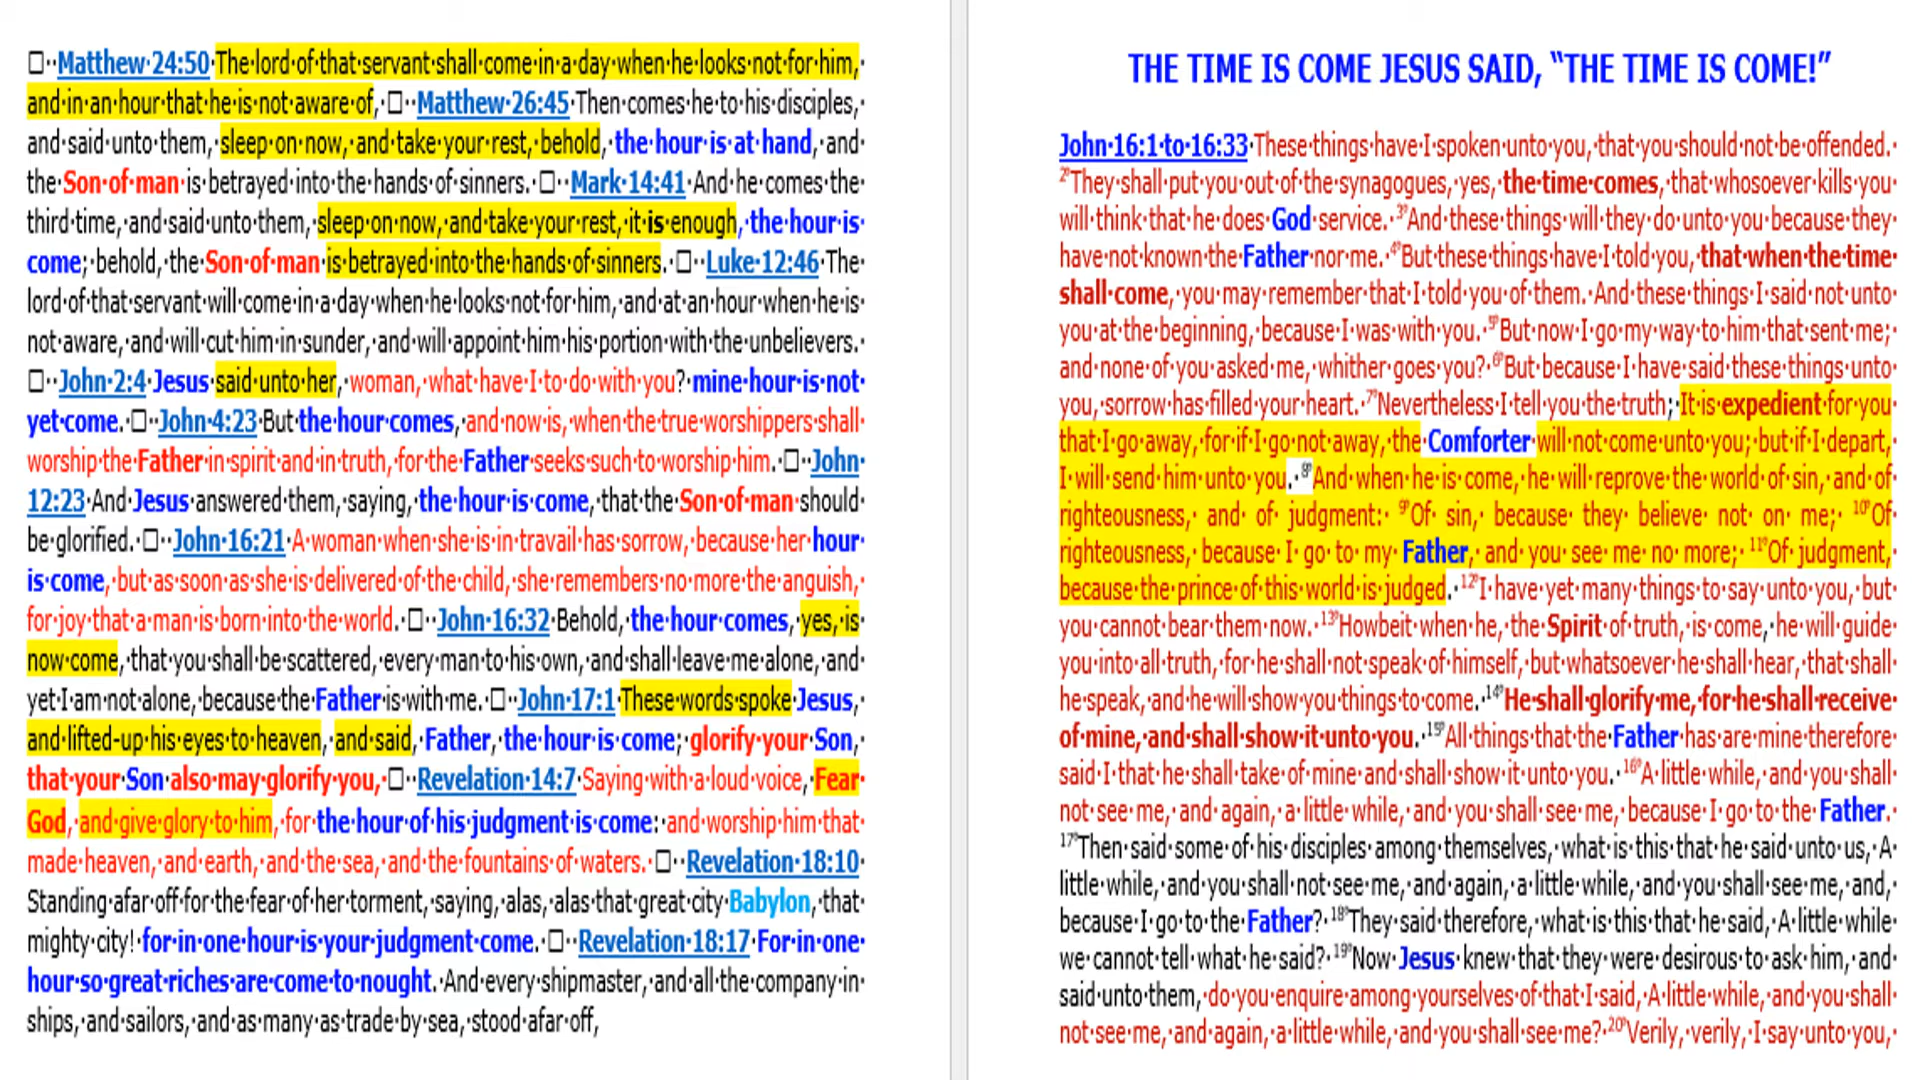 ☐ Matthew 24:50 The lord of that servant shall come in a day when he looks not for him,
and in an hour that he is not aware of, ☐ Matthew 26:45 Then comes he to his disciples,
and said unto them, sleep on now, and take your rest, behold, the hour is at hand, and
the Son of man is betrayed into the hands of sinners. ☐ Mark 14:41 And he comes the
third time, and said unto them, sleep on now, and take your rest, it is enough, the hour is
come; behold, the Son of man is betrayed into the hands of sinners. ☐ Luke 12:46 The
lord of that servant will come in a day when he looks not for him, and at an hour when he is
not aware, and will cut him in sunder, and will appoint him his portion with the unbelievers.
☐ John 2:4 Jesus said unto her, woman, what have I to do with you? mine hour is not
yet come. ☐ John 4:23 But the hour comes, and now is, when the true worshippers shall
worship the Father in spirit and in truth, for the Father seeks such to worship him. ☐ John
12:23 And Jesus answered them, saying, the hour is come, that the Son of man should
be glorified. ☐ John 16:21 A woman when she is in travail has sorrow, because her hour
is come, but as soon as she is delivered of the child, she remembers no more the anguish,
for joy that a man is born into the world. ☐ John 16:32 Behold, the hour comes, yes, is
now come, that you shall be scattered, every man to his own, and shall leave me alone, and
yet I am not alone, because the Father is with me. ☐ John 17:1 These words spoke Jesus,
and lifted up his eyes to heaven, and said, Father, the hour is come; glorify your Son,
that your Son also may glorify you, ☐ Revelation 14:7 Saying with a loud voice, Fear
God, and give glory to him, for the hour of his judgment is come: and worship him that
made heaven, and earth, and the sea, and the fountains of waters. ☐ Revelation 18:10
Standing afar off for the fear of her torment, saying, alas, alas that great city Babylon, that
mighty city! for in one hour is your judgment come. ☐ Revelation 18:17 For in one
hour so great riches are come to nought. And every shipmaster, and all the company in
ships, and sailors, and as many as trade by sea, stood afar off,
THE TIME IS COME JESUS SAID, “THE TIME IS COME!”
John 16:1 to 16:33 These things have I spoken unto you, that you should not be offended.
2 They shall put you out of the synagogues, yes, the time comes, that whosoever kills you
will think that he does God service. 3 And these things will they do unto you because they
have not known the Father nor me. 4 But these things have I told you, that when the time
shall come, you may remember that I told you of them. And these things I said not unto
you at the beginning, because I was with you. 5 But now I go my way to him that sent me;
and none of you asked me, whither goes you? 6 But because I have said these things unto
you, sorrow has filled your heart. 7 Nevertheless I tell you the truth; It is expedient for you
that I go away, for if I go not away, the Comforter will not come unto you; but if I depart,
I will send him unto you. 8 And when he is come, he will reprove the world of sin, and of
righteousness, and of judgment: 9 Of sin, because they believe not on me; 10 Of
righteousness, because I go to my Father, and you see me no more; 11 Of judgment,
because the prince of this world is judged. 12 I have yet many things to say unto you, but
you cannot bear them now. 13 Howbeit when he, the Spirit of truth, is come, he will guide
you into all truth, for he shall not speak of himself, but whatsoever he shall hear, that shall
he speak, and he will show you things to come. 14 He shall glorify me, for he shall receive
of mine, and shall show it unto you. 15 All things that the Father has are mine therefore
said I that he shall take of mine and shall show it unto you. 16 A little while, and you shall
not see me, and again, a little while, and you shall see me, because I go to the Father.
17 Then said some of his disciples among themselves, what is this that he said unto us, A
little while, and you shall not see me, and again, a little while, and you shall see me, and,
because I go to the Father? 18 They said therefore, what is this that he said, A little while
we cannot tell what he said? 19 Now Jesus knew that they were desirous to ask him, and
said unto them, do you enquire among yourselves of that I said, A little while, and you shall
not see me, and again, a little while, and you shall see me? 20 Verily, verily, I say unto you,